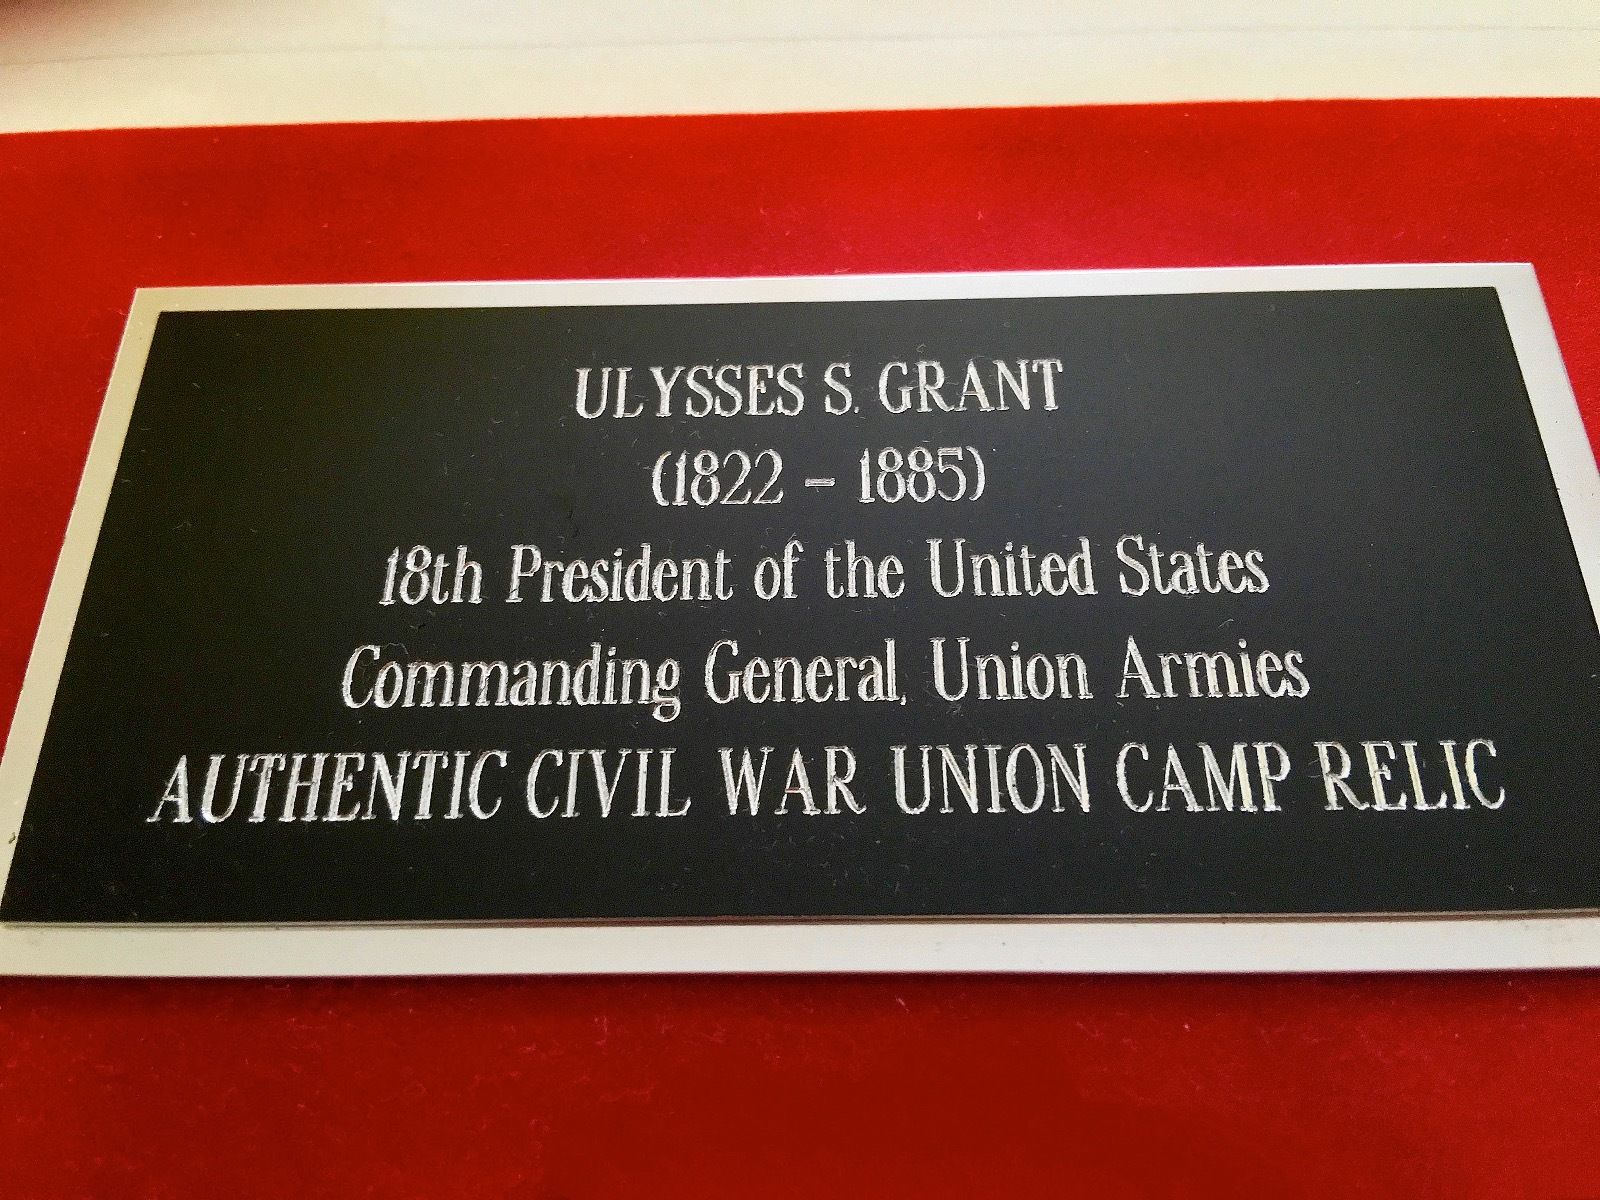 ULYSSES S. GRANT
(1822 – 1885)
18th President of the United States
Commanding General, Union Armies
AUTHENTIC CIVIL WAR UNION CAMP RELIC